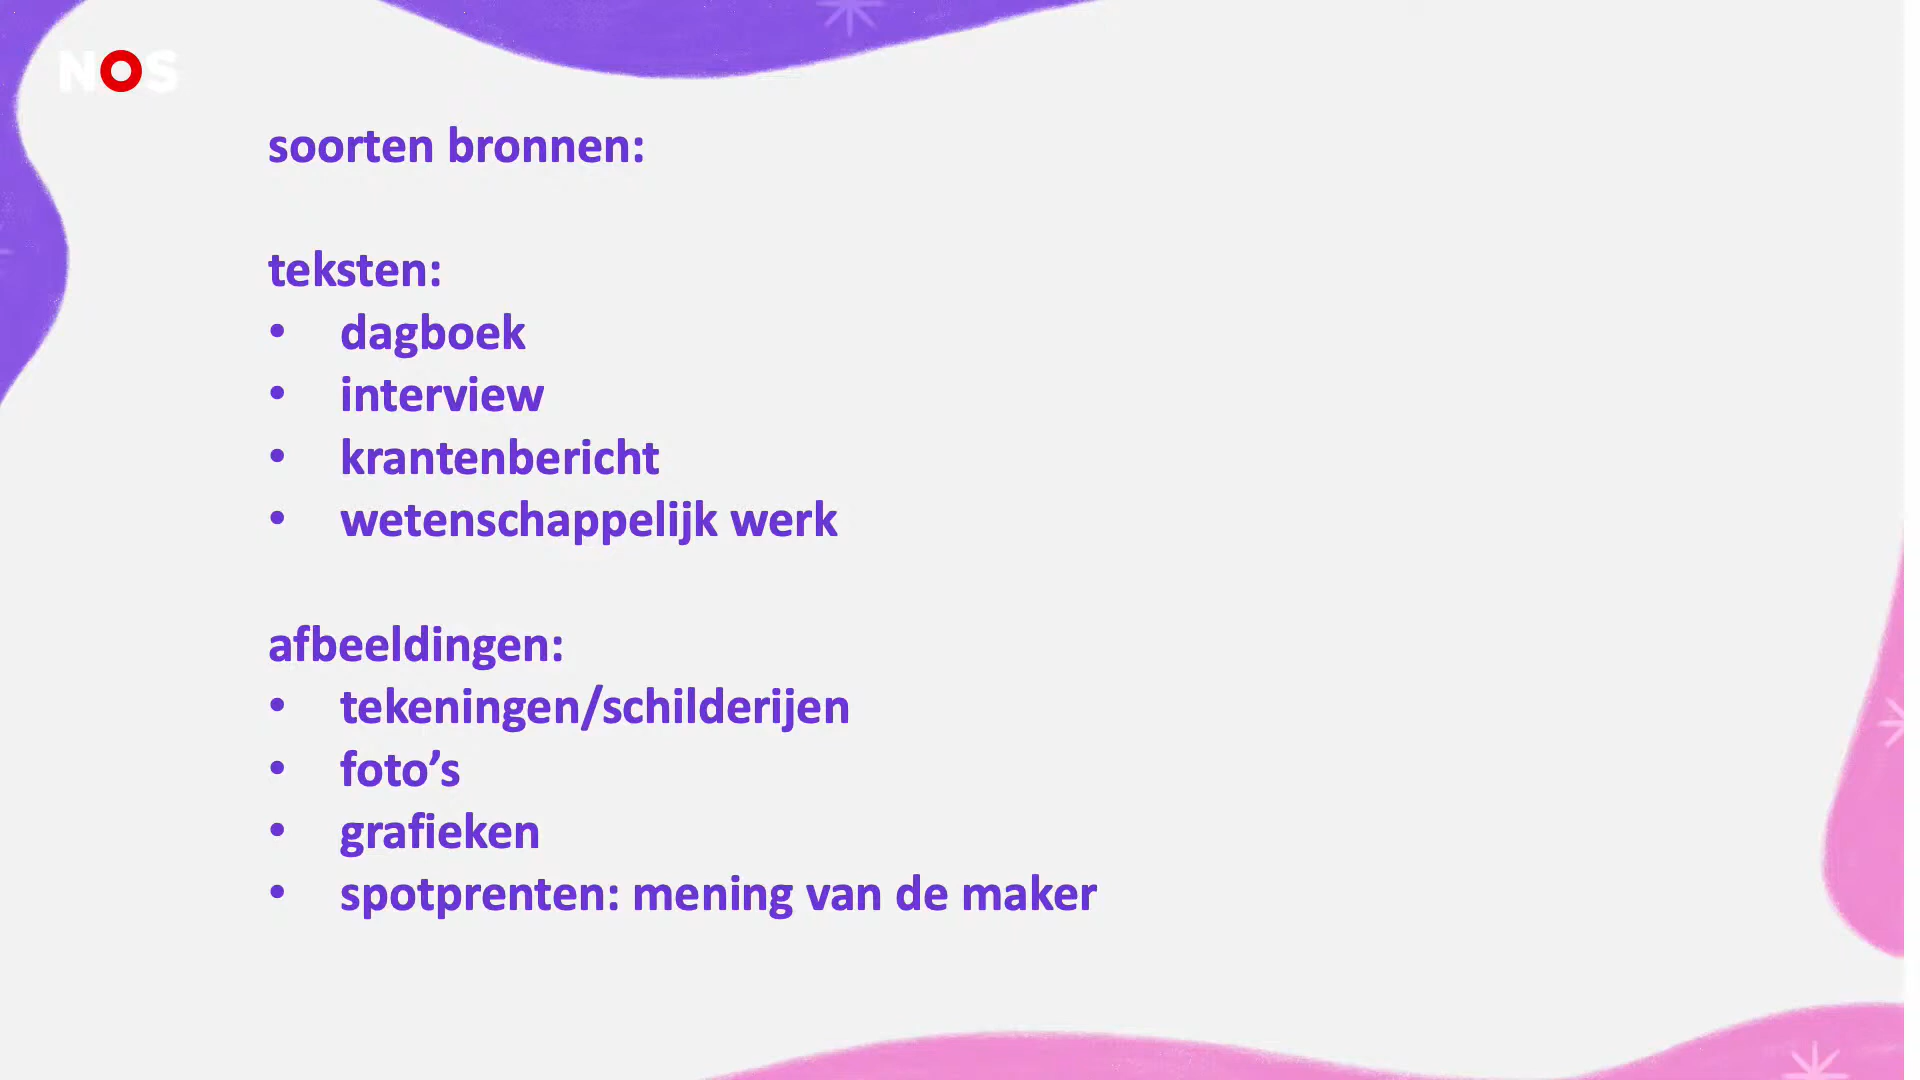 NOS
soorten bronnen:
teksten:
• dagboek
• interview
• krantenbericht
• wetenschappelijk werk
afbeeldingen:
• tekeningen/schilderijen
• foto’s
• grafieken
• spotprenten: mening van de maker